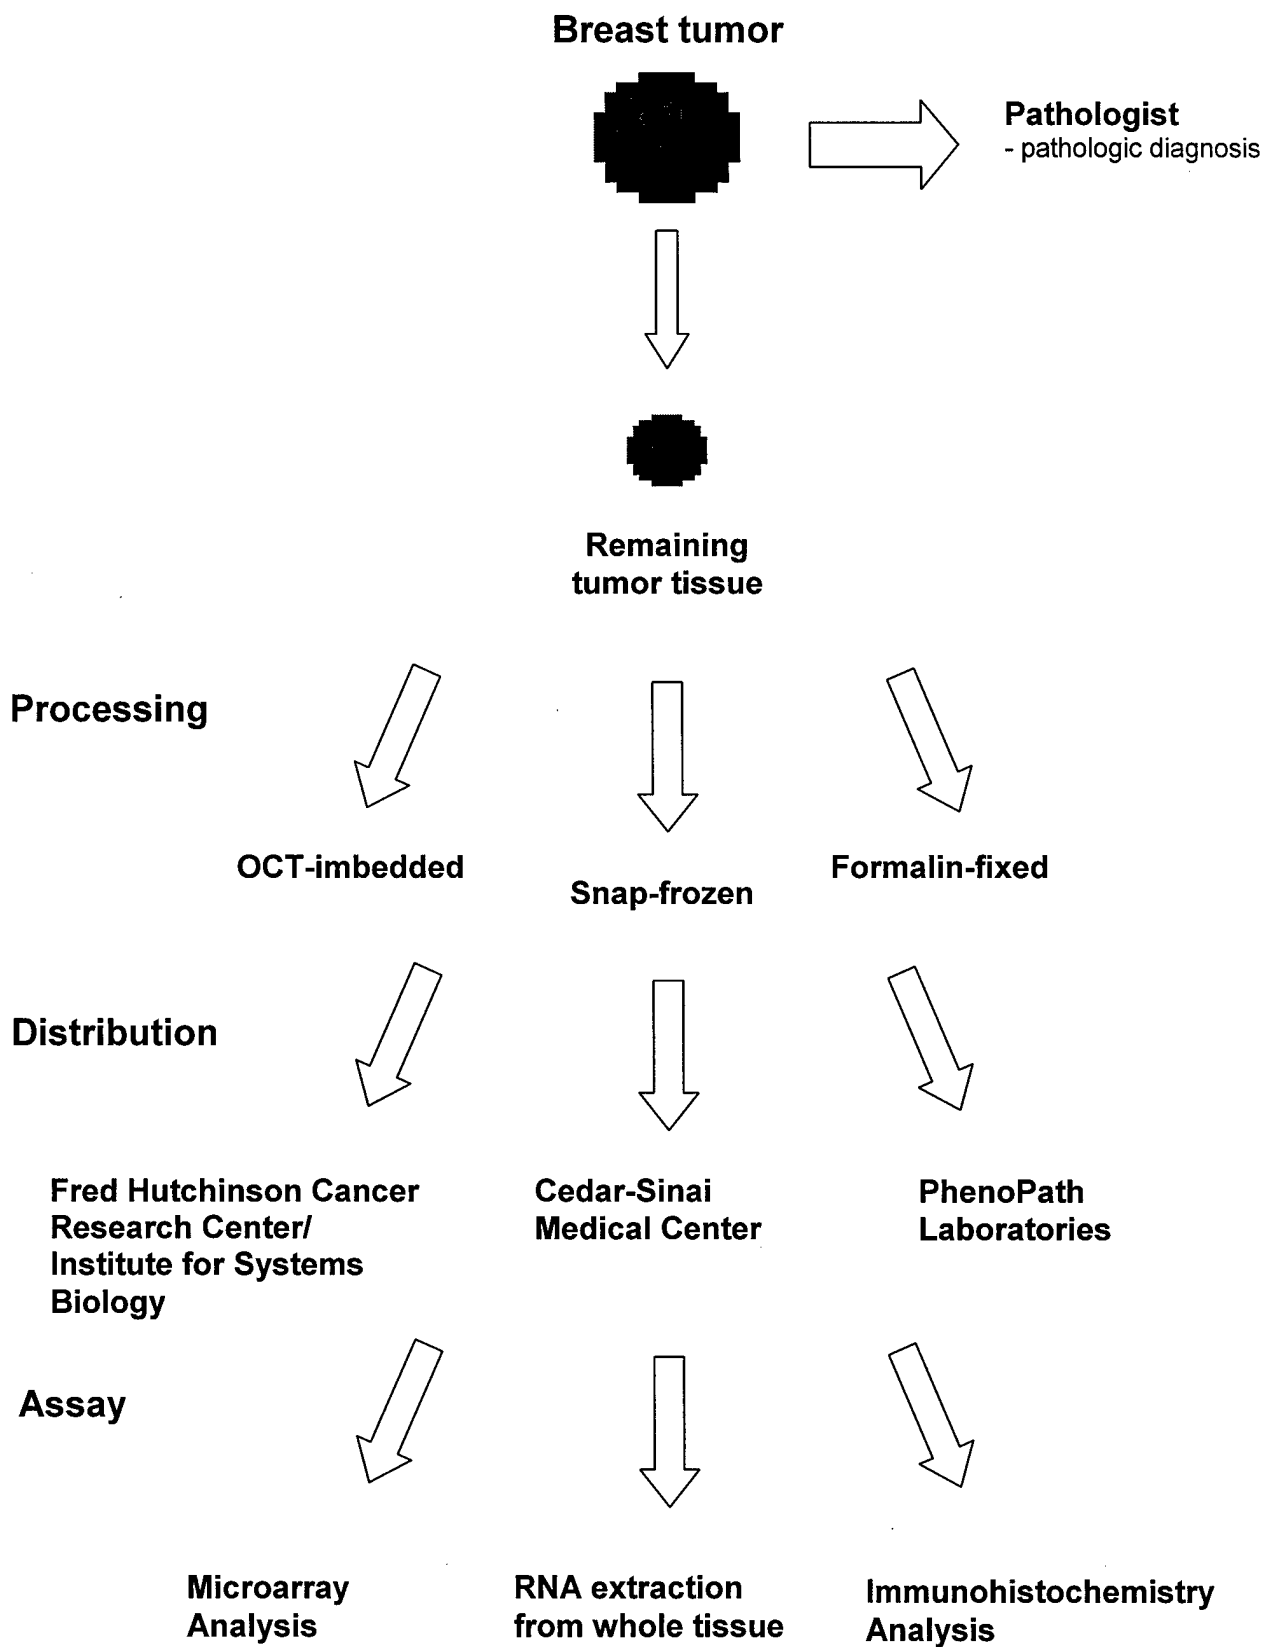 Breast tumor
Pathologist
- pathologic diagnosis
Remaining
tumor tissue
Processing
OCT-imbedded
Snap-frozen
Formalin-fixed
Distribution
Fred Hutchinson Cancer
Research Center/
Institute for Systems
Biology
Cedar-Sinai
Medical Center
PhenoPath
Laboratories
Assay
Microarray
Analysis
RNA extraction
from whole tissue
Immunohistochemistry
Analysis